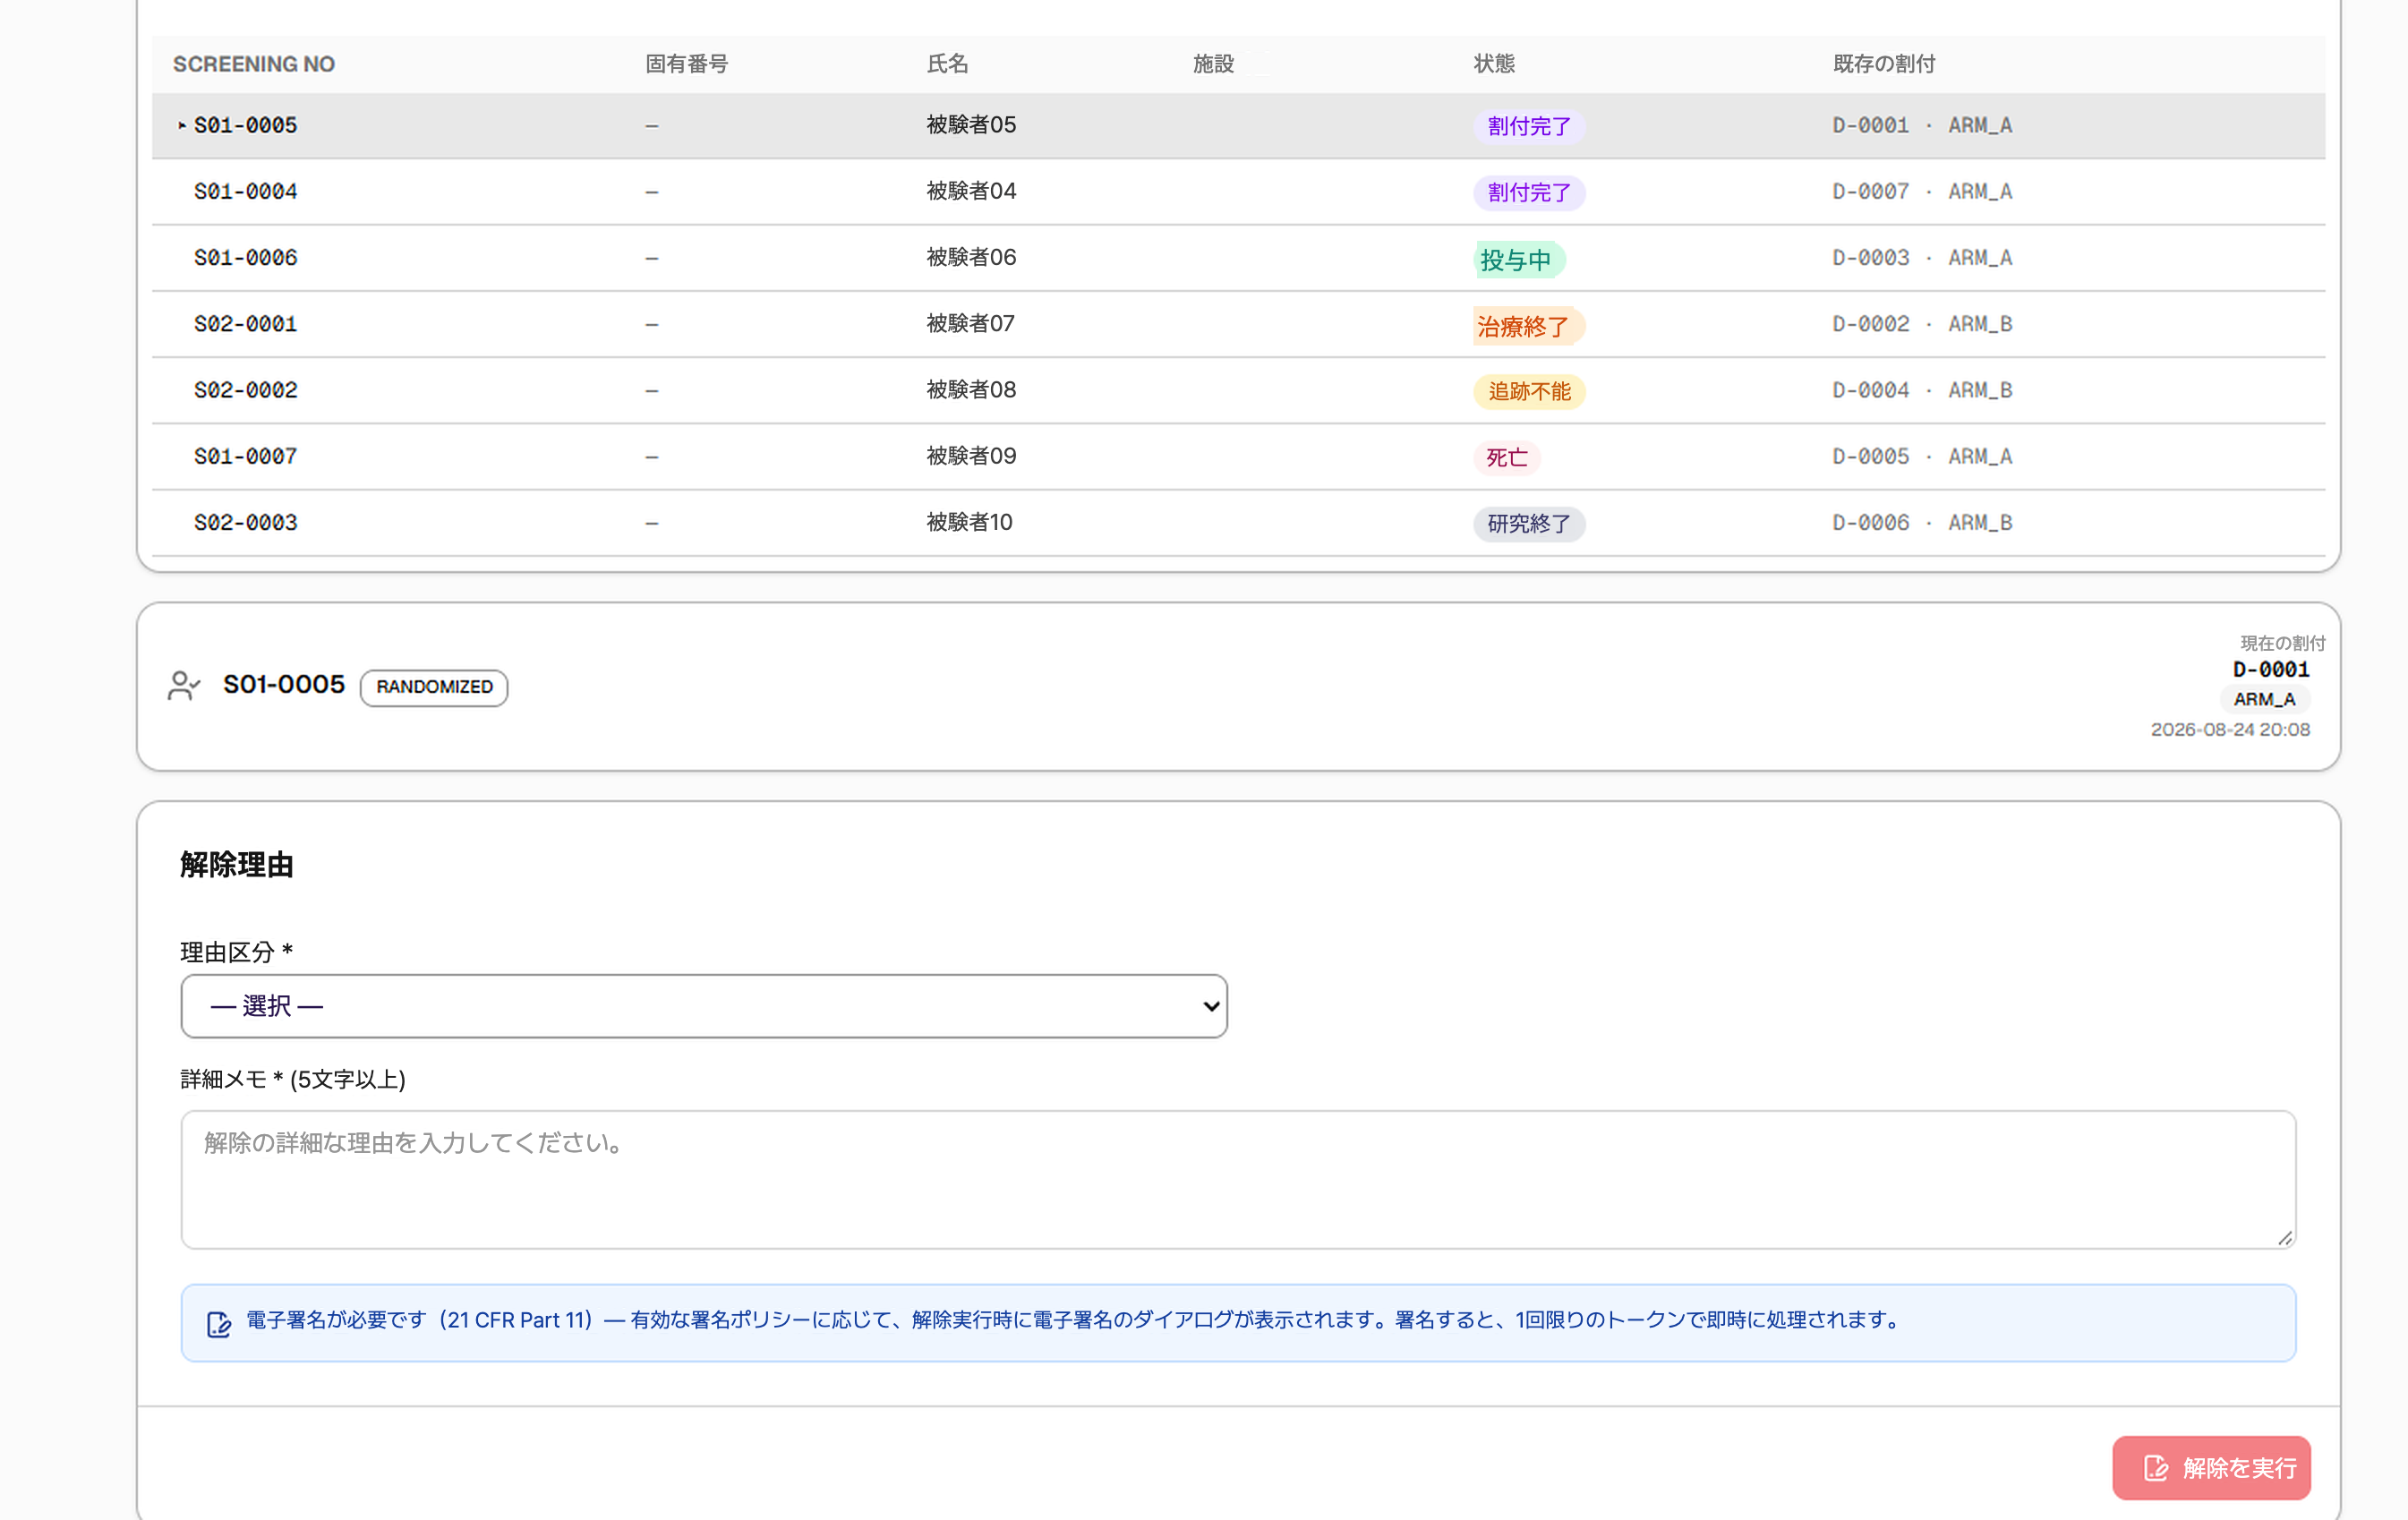 SCREENING NO 固有番号 氏名 施設 状態 既存の割付
S01-0005 – 被験者05 割付完了 D-0001 · ARM_A
S01-0004 – 被験者04 割付完了 D-0007 · ARM_A
S01-0006 – 被験者06 投与中 D-0003 · ARM_A
S02-0001 – 被験者07 治療終了 D-0002 · ARM_B
S02-0002 – 被験者08 追跡不能 D-0004 · ARM_B
S01-0007 – 被験者09 死亡 D-0005 · ARM_A
S02-0003 – 被験者10 研究終了 D-0006 · ARM_B
S01-0005 RANDOMIZED
現在の割付
D-0001
ARM_A
2026-08-24 20:08
解除理由
理由区分 *
— 選択 —
詳細メモ * (5文字以上)
解除の詳細な理由を入力してください。
電子署名が必要です（21 CFR Part 11）— 有効な署名ポリシーに応じて、解除実行時に電子署名のダイアログが表示されます。署名すると、1回限りのトークンで即時に処理されます。
解除を実行